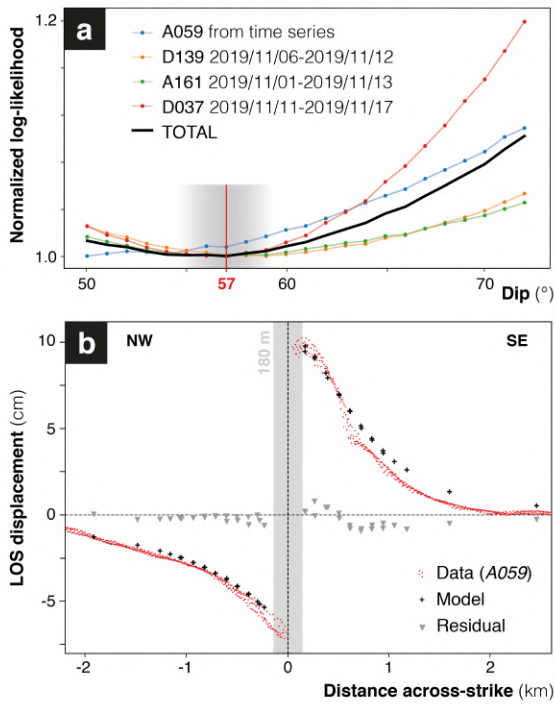 a
1.2
A059 from time series
D139 2019/11/06-2019/11/12
A161 2019/11/01-2019/11/13
D037 2019/11/11-2019/11/17
TOTAL
Normalized log-likelihood
1.0
50
57
60
70
Dip (°)
b
NW
180 m
SE
10
5
0
-5
LOS displacement (cm)
Data (A059)
Model
Residual
-2
-1
0
1
2
Distance across-strike (km)